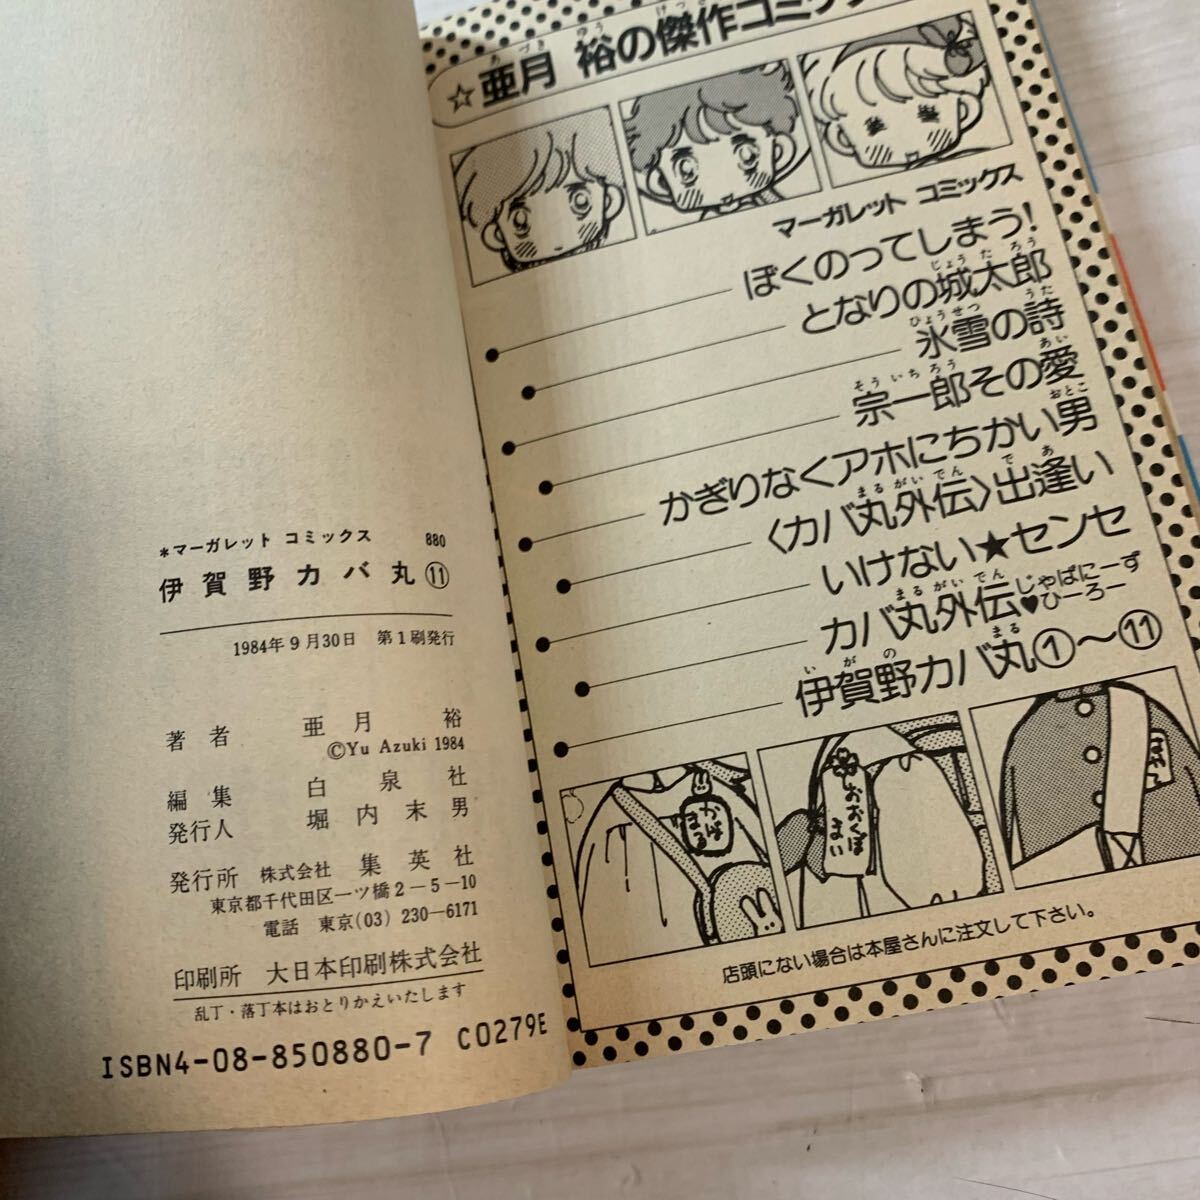 *マーガレット コミックス 880
伊賀野カバ丸⑪
1984年9月30日 第1刷発行
著者 亜月 裕
©Yu Azuki 1984
編集 白泉社
発行人 堀内末男
発行所 株式会社 集英社
東京都千代田区一ツ橋2-5-10
電話 東京(03)230-6171
印刷所 大日本印刷株式会社
乱丁・落丁本はおとりかえいたします
ISBN4-08-850880-7 C0279E
☆亜月 裕の傑作コミックス
マーガレット コミックス
ぼくのってしまう!
となりの城太郎
氷雪の詩
宗一郎その愛
かぎりなくアホにちかい男
〈カバ丸外伝〉出逢い
いけない★センセ
カバ丸外伝じゃぱにーず♥ひーろー
伊賀野カバ丸①〜⑪
かばまる
おおくぼまい
店頭にない場合は本屋さんに注文して下さい。